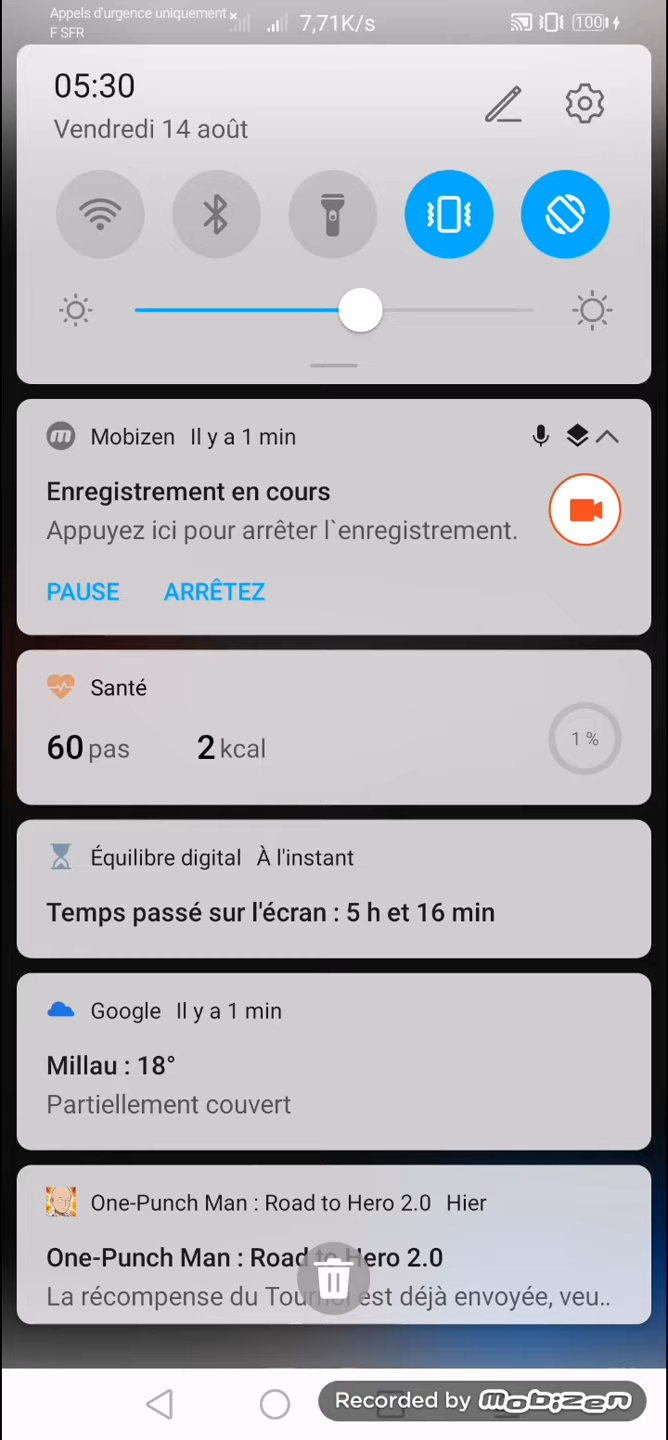 Appels d'urgence uniquement
F SFR
7,71K/s
100
05:30
Vendredi 14 août
Mobizen Il y a 1 min
Enregistrement en cours
Appuyez ici pour arrêter l`enregistrement.
PAUSE ARRÊTEZ
Santé
60 pas 2 kcal
1 %
Équilibre digital À l'instant
Temps passé sur l'écran : 5 h et 16 min
Google Il y a 1 min
Millau : 18°
Partiellement couvert
One-Punch Man : Road to Hero 2.0 Hier
One-Punch Man : Road to Hero 2.0
La récompense du Tournoi est déjà envoyée, veu..
Recorded by mobizen